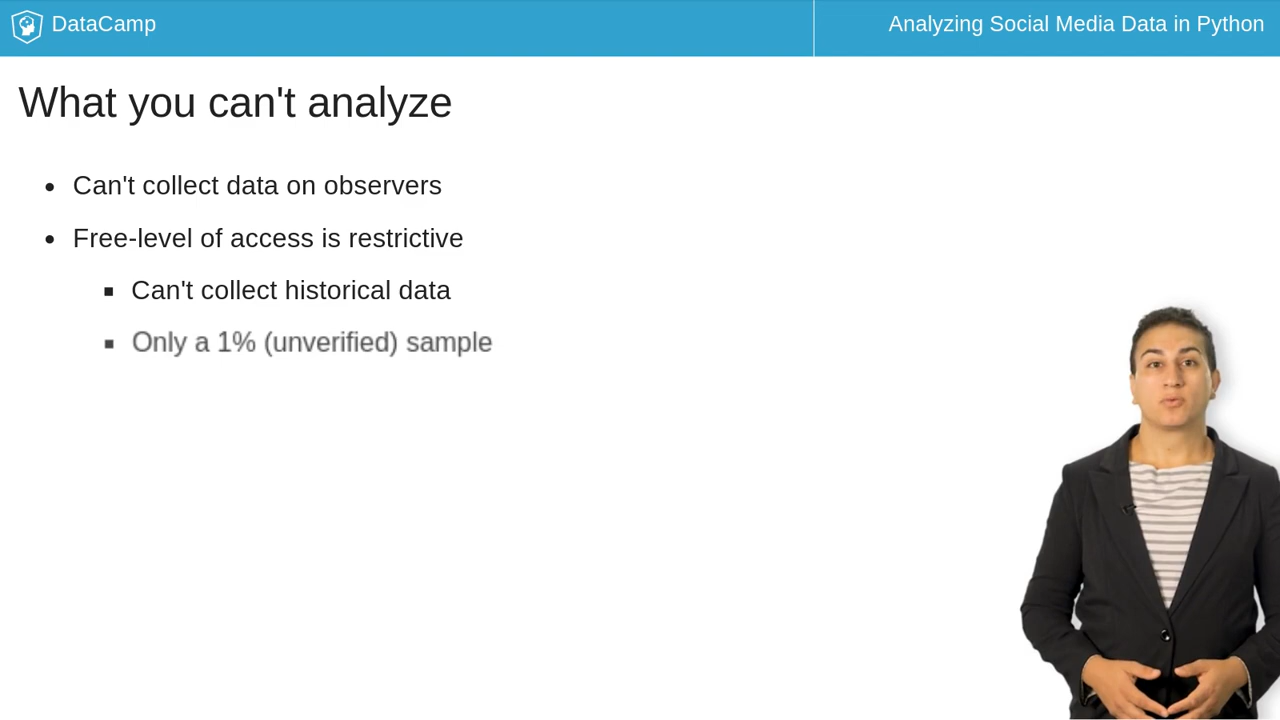 DataCamp
Analyzing Social Media Data in Python
What you can't analyze
Can't collect data on observers
Free-level of access is restrictive
Can't collect historical data
Only a 1% (unverified) sample